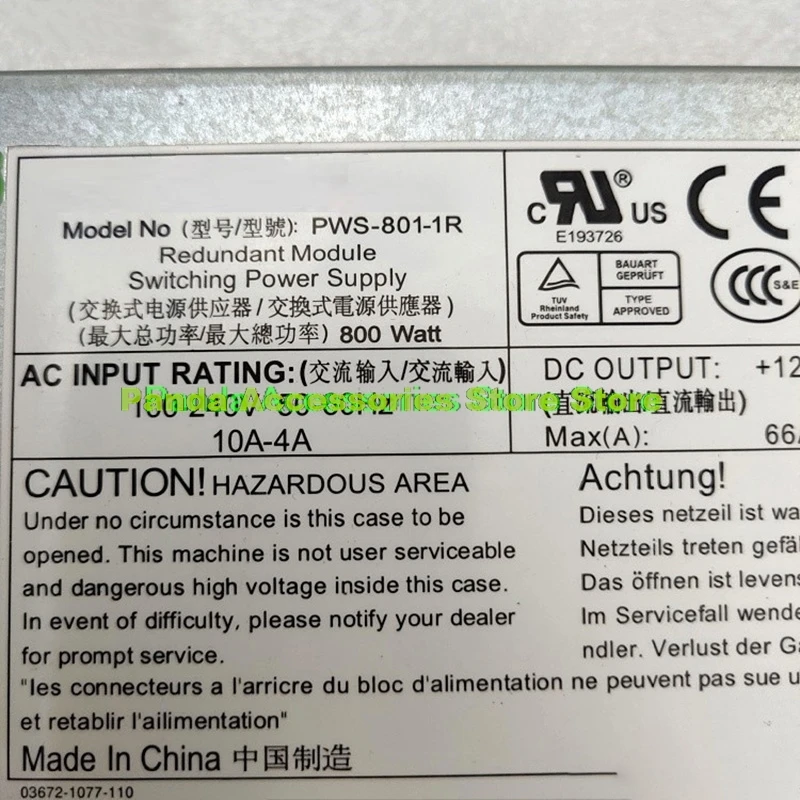 Model No (型号/型號): PWS-801-1R
Redundant Module
Switching Power Supply
(交换式电源供应器/交換式電源供應器)
(最大总功率/最大總功率) 800 Watt
C RU ® US
E193726
CE
TUV
Rheinland
Product Safety
BAUART
GEPRÜFT
TYPE
APPROVED
CCC S&E
AC INPUT RATING: (交流输入/交流輸入)
10A-4A
DC OUTPUT: +12
(直流输出/直流輸出)
Max(A): 66
Panda Accessories Store Store
CAUTION! HAZARDOUS AREA
Under no circumstance is this case to be
opened. This machine is not user serviceable
and dangerous high voltage inside this case.
In event of difficulty, please notify your dealer
for prompt service.
Achtung!
Dieses netzeil ist wa
Netzteils treten gefäl
Das öffnen ist levens
Im Servicefall wende
ndler. Verlust der Ga
"les connecteurs a l'arricre du bloc d'alimentation ne peuvent pas sue u
et retablir l'ailimentation"
Made In China 中国制造
03672-1077-110